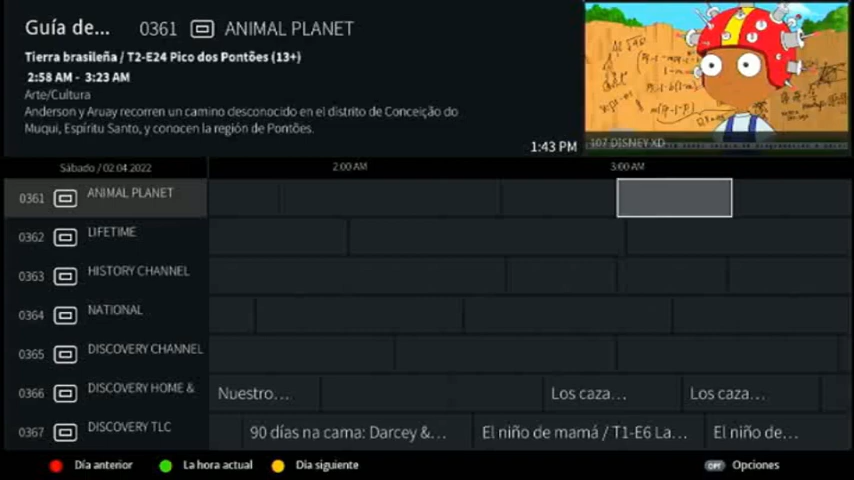 Guía de... 0361 ANIMAL PLANET
Tierra brasileña / T2-E24 Pico dos Pontões (13+)
2:58 AM - 3:23 AM
Arte/Cultura
Anderson y Aruay recorren un camino desconocido en el distrito de Conceição do
Muqui, Espíritu Santo, y conocen la región de Pontões.
1:43 PM
107 DISNEY XD
Sábado / 02.04.2022 2:00 AM 3:00 AM
0361 ANIMAL PLANET
0362 LIFETIME
0363 HISTORY CHANNEL
0364 NATIONAL
0365 DISCOVERY CHANNEL
0366 DISCOVERY HOME & Nuestro... Los caza... Los caza...
0367 DISCOVERY TLC 90 días na cama: Darcey &... El niño de mamá / T1-E6 La... El niño de...
Día anterior La hora actual Día siguiente OPT Opciones